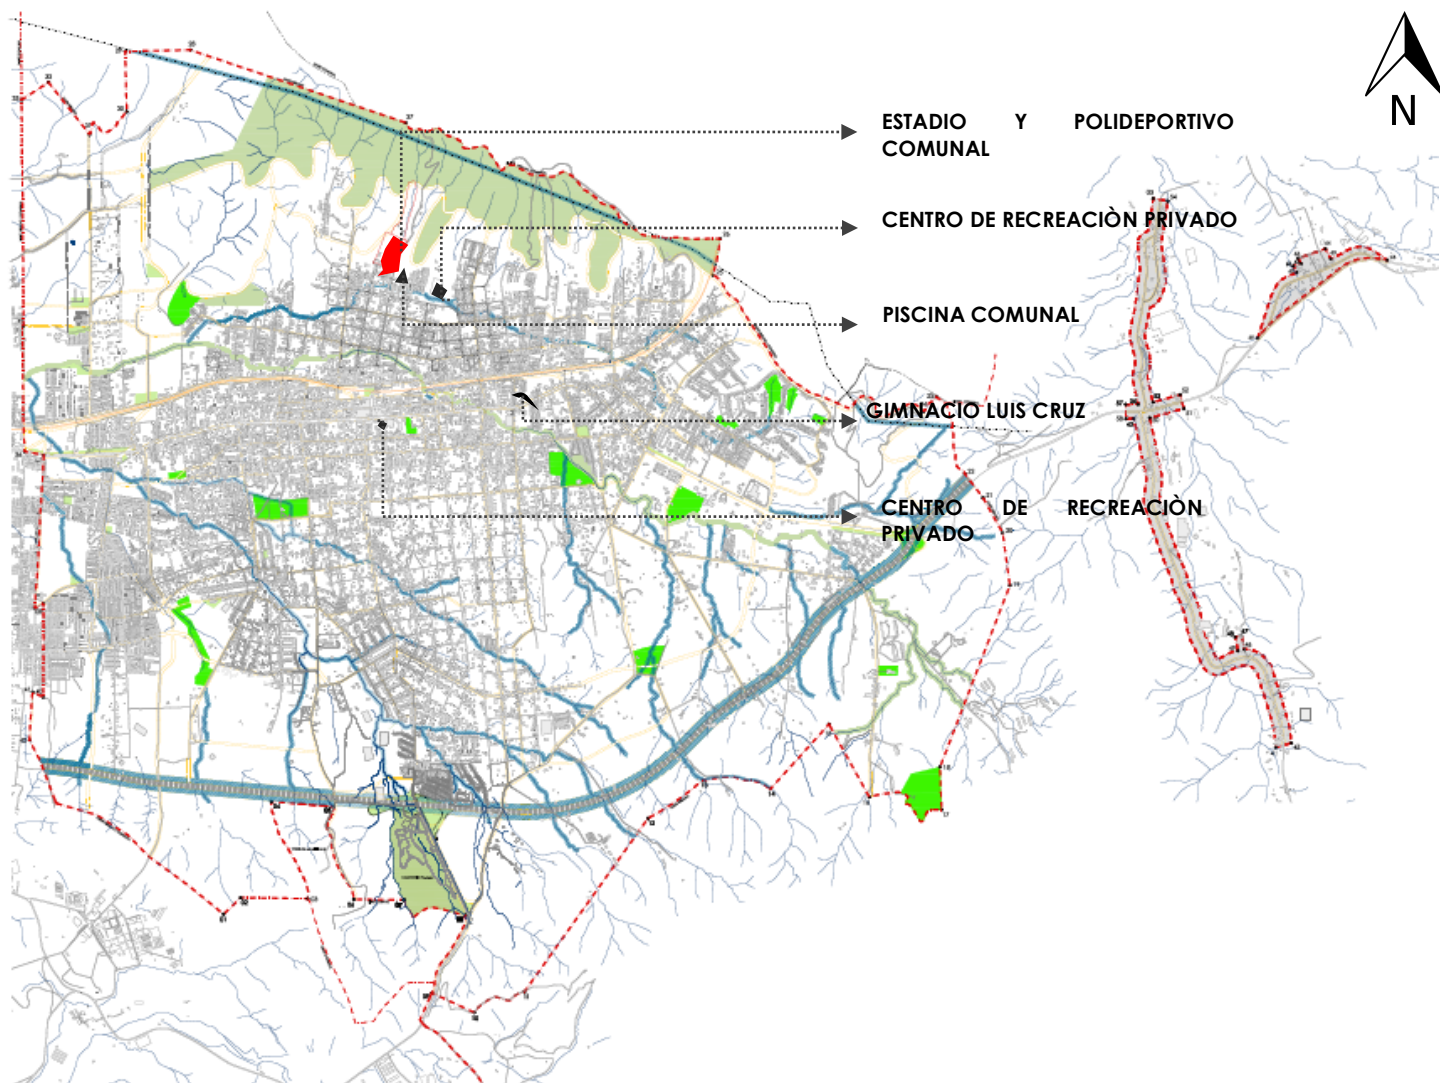 N
ESTADIO Y POLIDEPORTIVO
COMUNAL
CENTRO DE RECREACIÒN PRIVADO
PISCINA COMUNAL
GIMNACIO LUIS CRUZ
CENTRO DE RECREACIÒN
PRIVADO